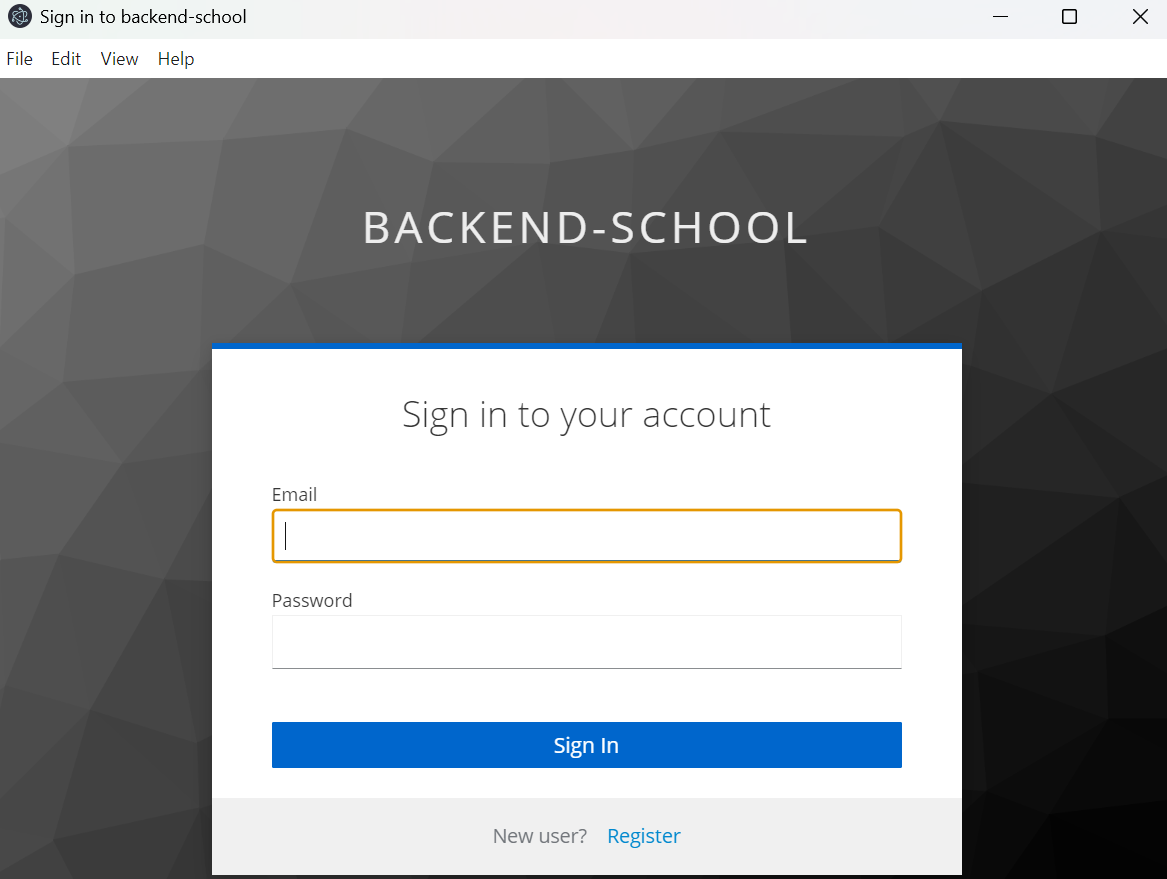 Sign in to backend-school
File Edit View Help
BACKEND-SCHOOL
Sign in to your account
Email
Password
Sign In
New user? Register